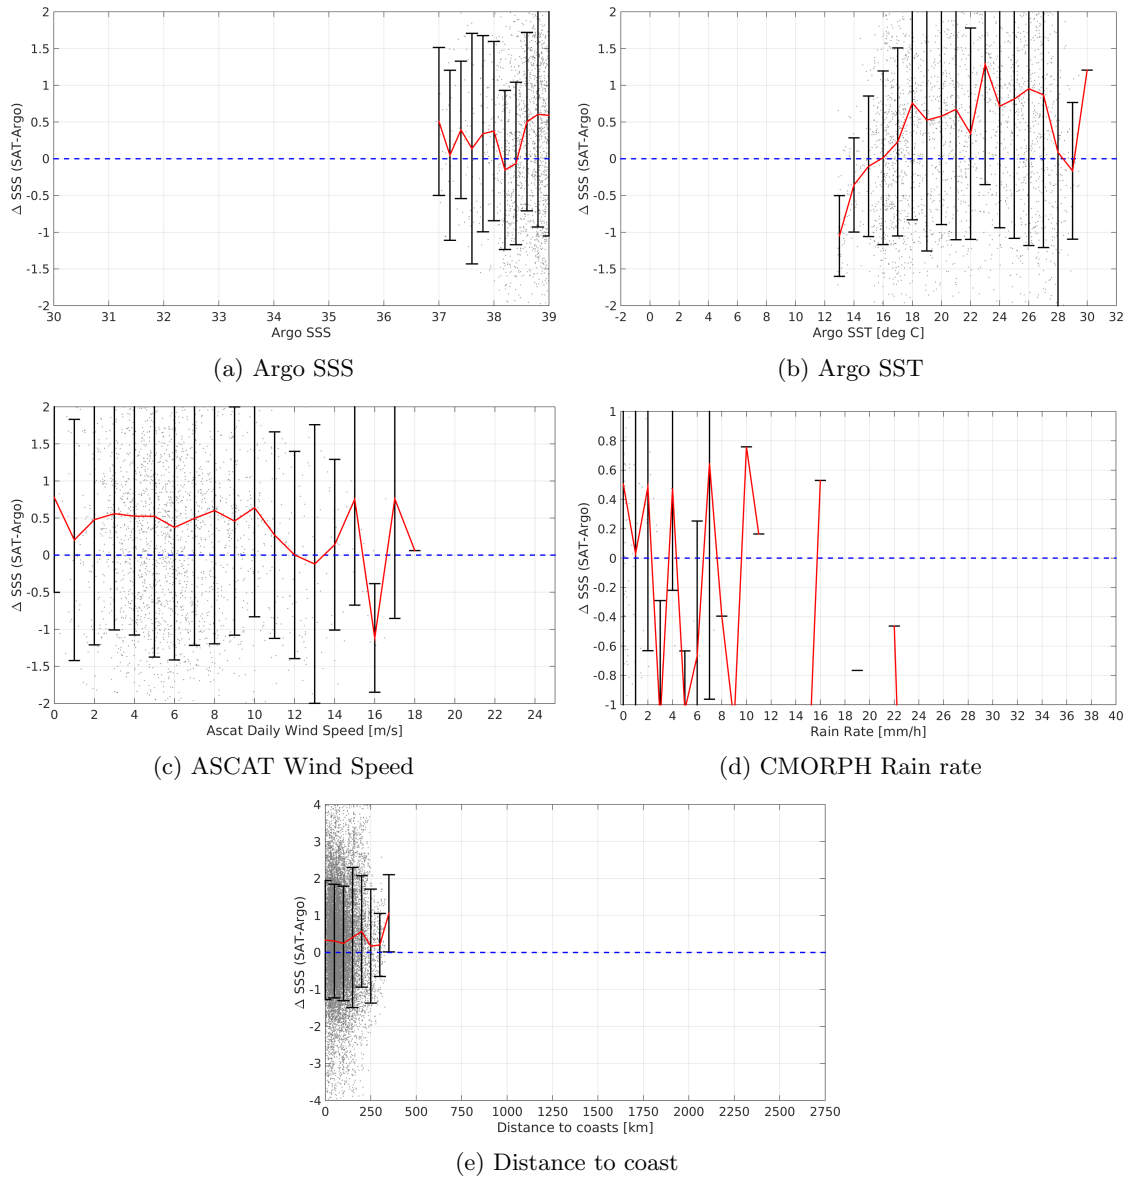 2
1.5
1
0.5
0
-0.5
-1
-1.5
-2
Δ SSS (SAT-Argo)
30 31 32 33 34 35 36 37 38 39
Argo SSS
(a) Argo SSS
2
1.5
1
0.5
0
-0.5
-1
-1.5
-2
Δ SSS (SAT-Argo)
-2 0 2 4 6 8 10 12 14 16 18 20 22 24 26 28 30 32
Argo SST [deg C]
(b) Argo SST
2
1.5
1
0.5
0
-0.5
-1
-1.5
-2
Δ SSS (SAT-Argo)
0 2 4 6 8 10 12 14 16 18 20 22 24
Ascat Daily Wind Speed [m/s]
(c) ASCAT Wind Speed
1
0.8
0.6
0.4
0.2
0
-0.2
-0.4
-0.6
-0.8
-1
Δ SSS (SAT-Argo)
0 2 4 6 8 10 12 14 16 18 20 22 24 26 28 30 32 34 36 38 40
Rain Rate [mm/h]
(d) CMORPH Rain rate
4
3
2
1
0
-1
-2
-3
-4
Δ SSS (SAT-Argo)
0 250 500 750 1000 1250 1500 1750 2000 2250 2500 2750
Distance to coasts [km]
(e) Distance to coast